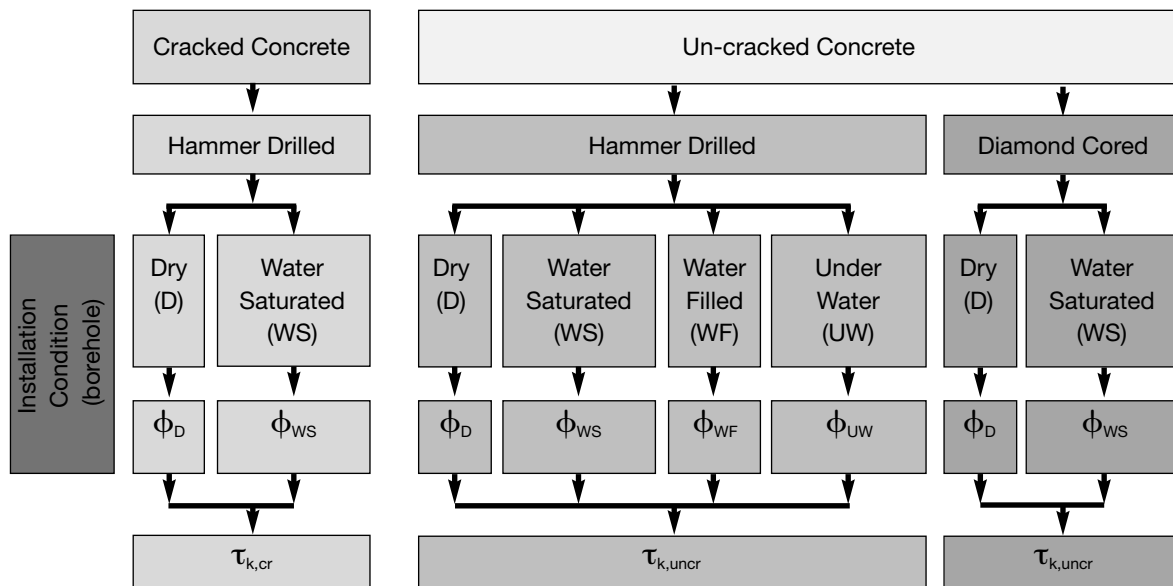 Cracked Concrete
Un-cracked Concrete
Hammer Drilled
Hammer Drilled
Diamond Cored
Installation
Condition
(borehole)
Dry
(D)
Water
Saturated
(WS)
Dry
(D)
Water
Saturated
(WS)
Water
Filled
(WF)
Under
Water
(UW)
Dry
(D)
Water
Saturated
(WS)
ϕD
ϕWS
ϕD
ϕWS
ϕWF
ϕUW
ϕD
ϕWS
τk,cr
τk,uncr
τk,uncr